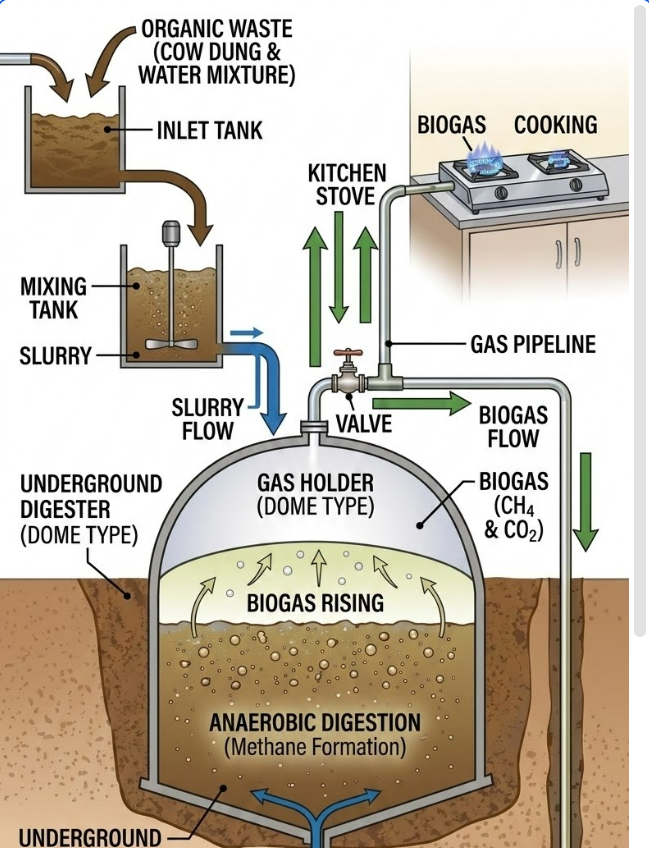 ORGANIC WASTE
(COW DUNG &
WATER MIXTURE)
INLET TANK
BIOGAS
COOKING
KITCHEN
STOVE
MIXING
TANK
SLURRY
GAS PIPELINE
SLURRY
FLOW
VALVE
BIOGAS
FLOW
UNDERGROUND
DIGESTER
(DOME TYPE)
GAS HOLDER
(DOME TYPE)
BIOGAS
(CH₄
& CO₂)
BIOGAS RISING
ANAEROBIC DIGESTION
(Methane Formation)
UNDERGROUND